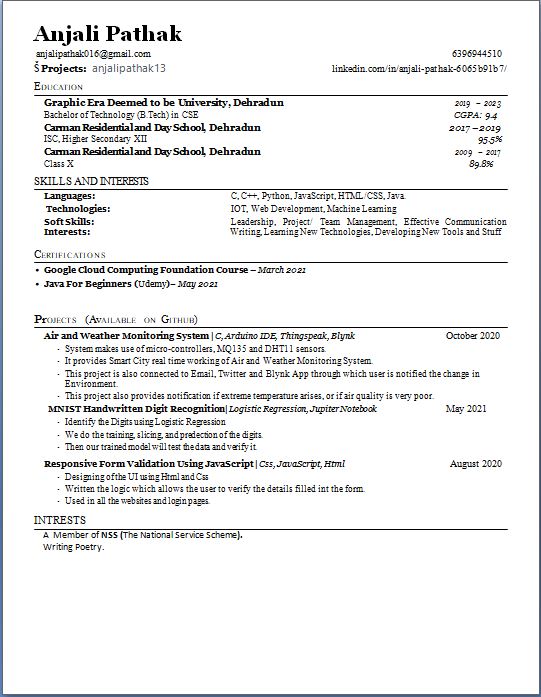 Anjali Pathak
anjalipathak016@gmail.com 6396944510
Š Projects: anjalipathak13 linkedin.com/in/anjali-pathak-6065b91b7/
EDUCATION
Graphic Era Deemed to be University, Dehradun 2019 – 2023
Bachelor of Technology (B.Tech) in CSE CGPA: 9.4
Carman Residential and Day School, Dehradun 2017 – 2019
ISC, Higher Secondary XII 95.5%
Carman Residential and Day School, Dehradun 2009 – 2017
Class X 89.8%
SKILLS AND INTERESTS
Languages: C, C++, Python, JavaScript, HTML/CSS, Java.
Technologies: IOT, Web Development, Machine Learning
Soft Skills: Leadership, Project/ Team Management, Effective Communication
Interests: Writing, Learning New Technologies, Developing New Tools and Stuff
CERTIFICATIONS
• Google Cloud Computing Foundation Course – March 2021
• Java For Beginners (Udemy)– May 2021
PROJECTS (AVAILABLE ON GITHUB)
Air and Weather Monitoring System | C, Arduino IDE, Thingspeak, Blynk October 2020
- System makes use of micro-controllers, MQ135 and DHT11 sensors.
- It provides Smart City real time working of Air and Weather Monitoring System.
- This project is also connected to Email, Twitter and Blynk App through which user is notified the change in
Environment.
- This project also provides notification if extreme temperature arises, or if air quality is very poor.
MNIST Handwritten Digit Recognition| Logistic Regression, Jupiter Notebook May 2021
- Identify the Digits using Logistic Regression
- We do the training, slicing, and predection of the digits.
- Then our trained model will test the data and verify it.
Responsive Form Validation Using JavaScript | Css, JavaScript, Html August 2020
- Designing of the UI using Html and Css
- Written the logic which allows the user to verify the details filled int the form.
- Used in all the websites and login pages.
INTRESTS
A Member of NSS (The National Service Scheme).
Writing Poetry.